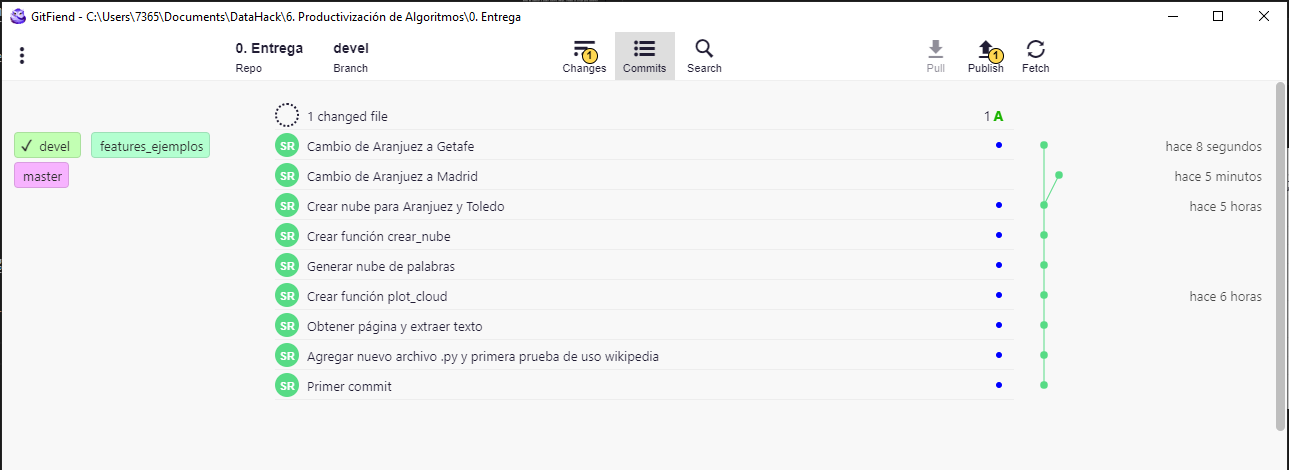 GitFiend - C:\Users\7365\Documents\DataHack\6. Productivización de Algoritmos\0. Entrega
0. Entrega
Repo
devel
Branch
1
Changes
Commits
Search
Pull
1
Publish
Fetch
1 changed file 1 A
✓ devel features_ejemplos SR Cambio de Aranjuez a Getafe hace 8 segundos
master SR Cambio de Aranjuez a Madrid hace 5 minutos
SR Crear nube para Aranjuez y Toledo hace 5 horas
SR Crear función crear_nube
SR Generar nube de palabras
SR Crear función plot_cloud hace 6 horas
SR Obtener página y extraer texto
SR Agregar nuevo archivo .py y primera prueba de uso wikipedia
SR Primer commit